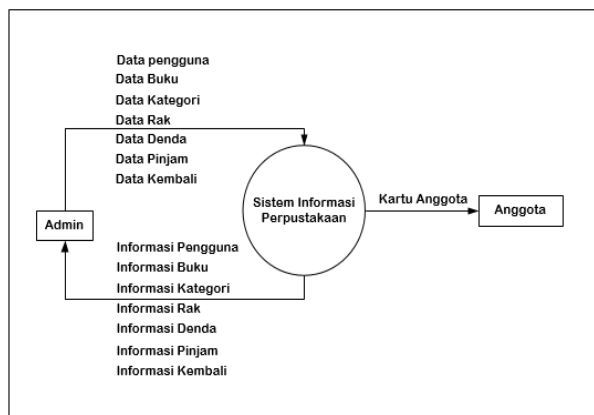 Data pengguna
Data Buku
Data Kategori
Data Rak
Data Denda
Data Pinjam
Data Kembali
Admin
Sistem Informasi
Perpustakaan
Kartu Anggota
Anggota
Informasi Pengguna
Informasi Buku
Informasi Kategori
Informasi Rak
Informasi Denda
Informasi Pinjam
Informasi Kembali